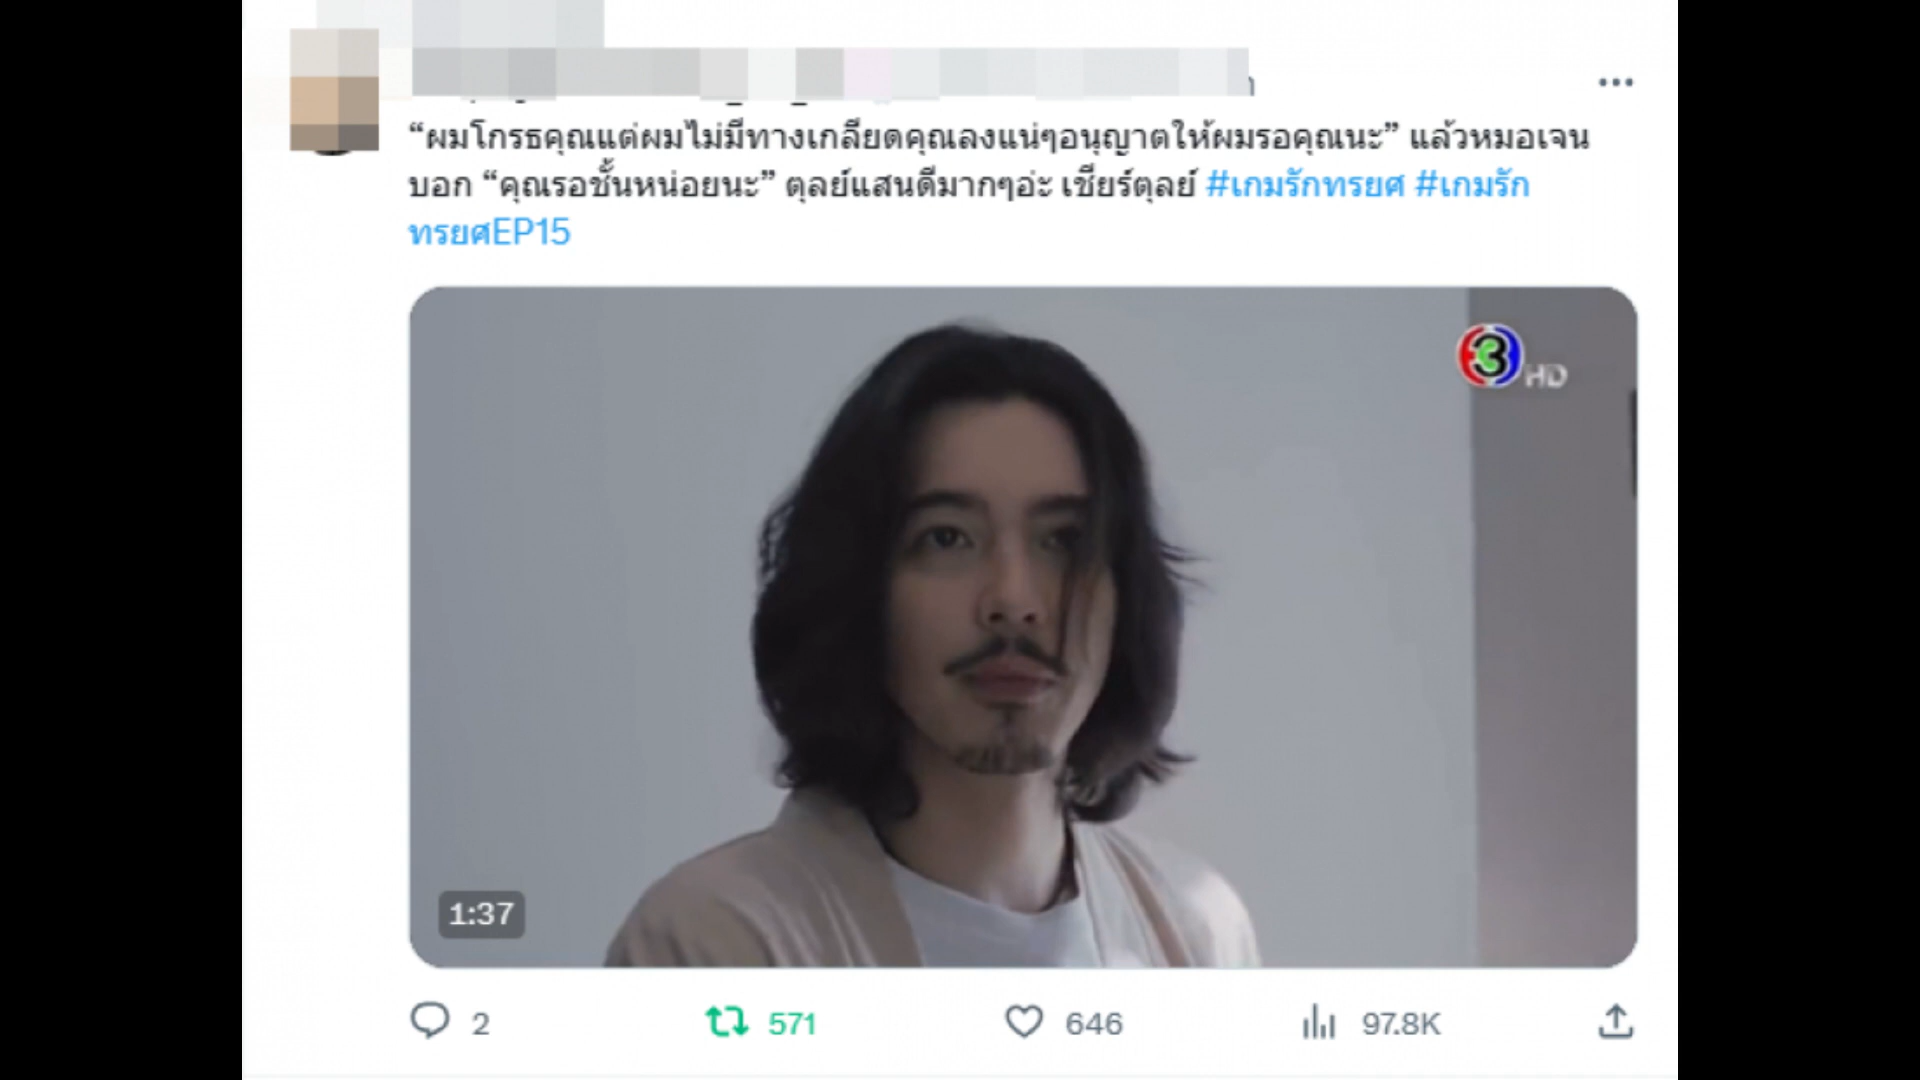 “ผมโกรธคุณแต่ผมไม่มีทางเกลียดคุณลงแน่ๆอนุญาตให้ผมรอคุณนะ” แล้วหมอเจน
บอก “คุณรอชั้นหน่อยนะ” ตุลย์แสนดีมากๆอ่ะ เชียร์ตุลย์ #เกมรักทรยศ #เกมรัก
ทรยศEP15
3 HD
1:37
2 571 646 97.8K